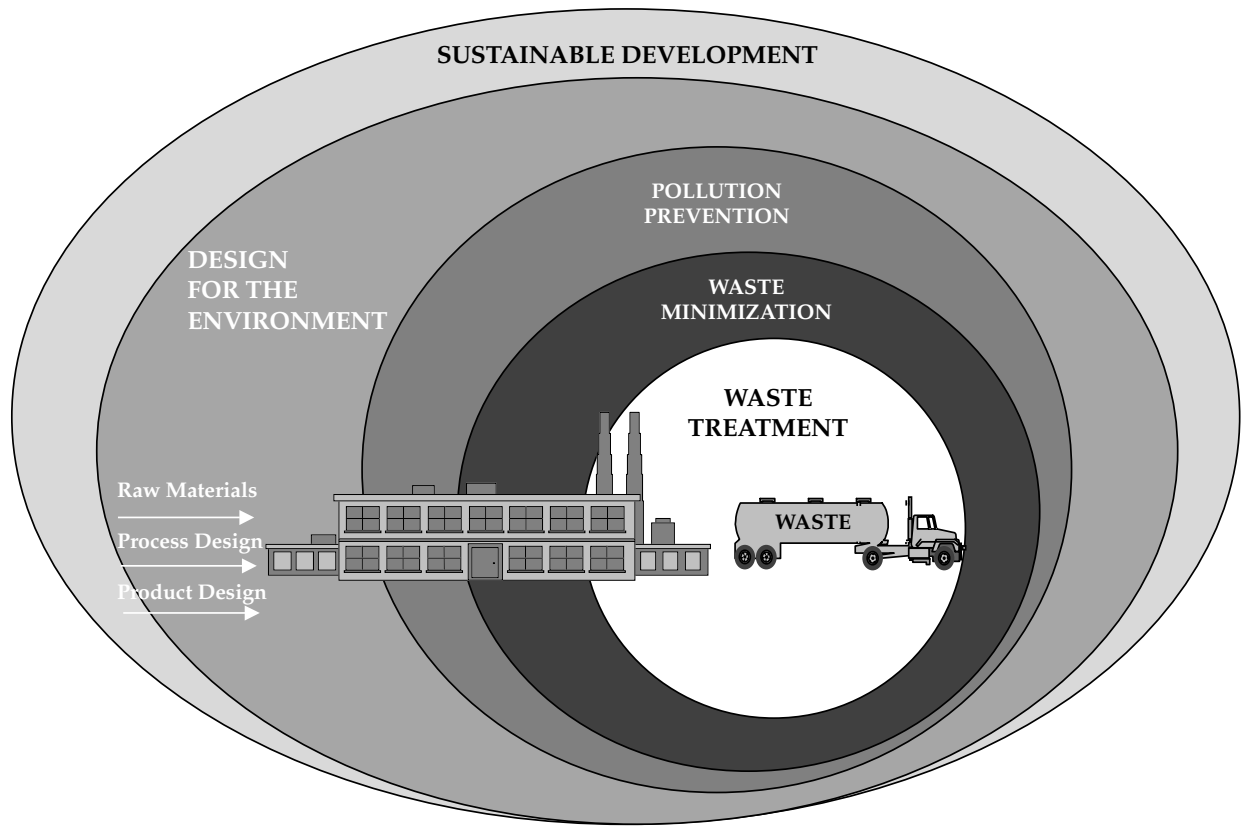 SUSTAINABLE DEVELOPMENT
POLLUTION
PREVENTION
DESIGN
FOR THE
ENVIRONMENT
WASTE
MINIMIZATION
WASTE
TREATMENT
Raw Materials
Process Design
Product Design
WASTE